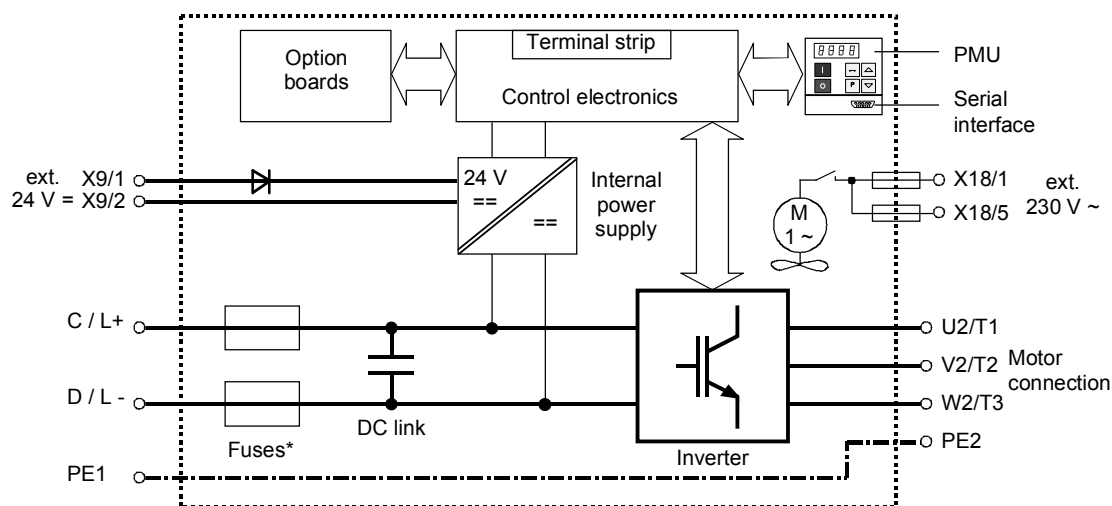 Option
boards
Terminal strip
Control electronics
PMU
Serial
interface
ext. X9/1
24 V = X9/2
24 V
==
==
Internal
power
supply
M
1 ~
X18/1
X18/5
ext.
230 V ~
C / L+
D / L -
Fuses*
DC link
Inverter
U2/T1
V2/T2
W2/T3
Motor
connection
PE1
PE2
8888
I
O
P